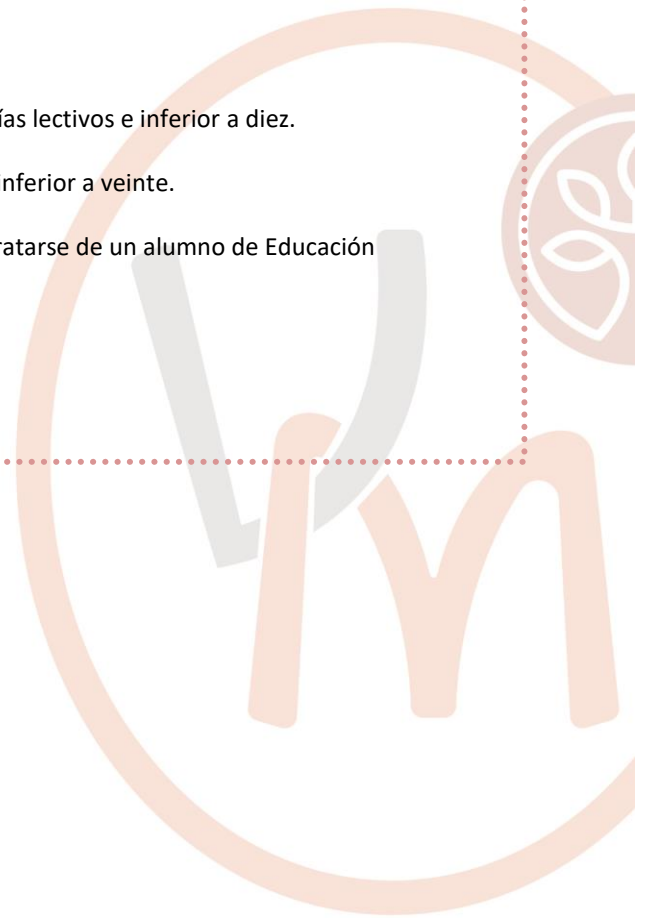 ías lectivos e inferior a diez.
inferior a veinte.
ratarse de un alumno de Educación